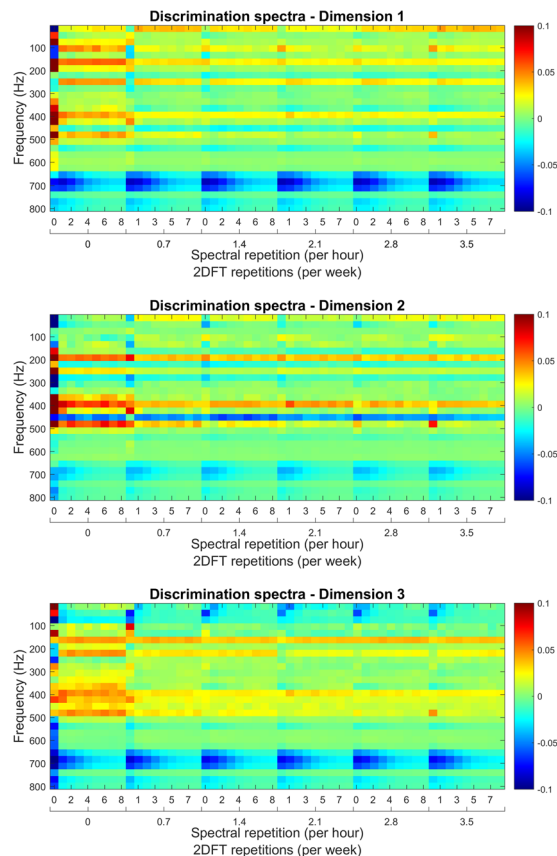 Discrimination spectra - Dimension 1
Frequency (Hz)
100
200
300
400
500
600
700
800
0.1
0.05
0
-0.05
-0.1
0 2 4 6 8 1 3 5 7 0 2 4 6 8 1 3 5 7 0 2 4 6 8 1 3 5 7
0 0.7 1.4 2.1 2.8 3.5
Spectral repetition (per hour)
2DFT repetitions (per week)
Discrimination spectra - Dimension 2
Frequency (Hz)
100
200
300
400
500
600
700
800
0.1
0.05
0
-0.05
-0.1
0 2 4 6 8 1 3 5 7 0 2 4 6 8 1 3 5 7 0 2 4 6 8 1 3 5 7
0 0.7 1.4 2.1 2.8 3.5
Spectral repetition (per hour)
2DFT repetitions (per week)
Discrimination spectra - Dimension 3
Frequency (Hz)
100
200
300
400
500
600
700
800
0.1
0.05
0
-0.05
-0.1
0 2 4 6 8 1 3 5 7 0 2 4 6 8 1 3 5 7 0 2 4 6 8 1 3 5 7
0 0.7 1.4 2.1 2.8 3.5
Spectral repetition (per hour)
2DFT repetitions (per week)